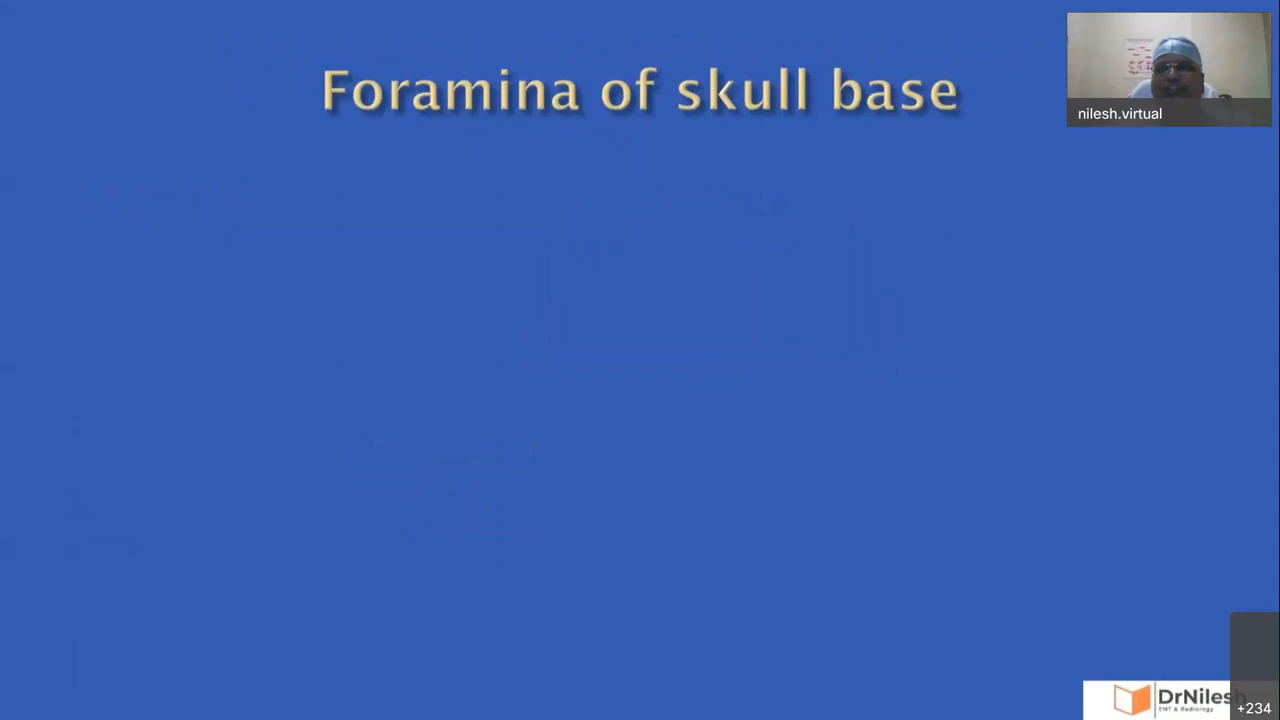 Foramina of skull base
nilesh.virtual
DrNilesh
ENT & Radiology
+234